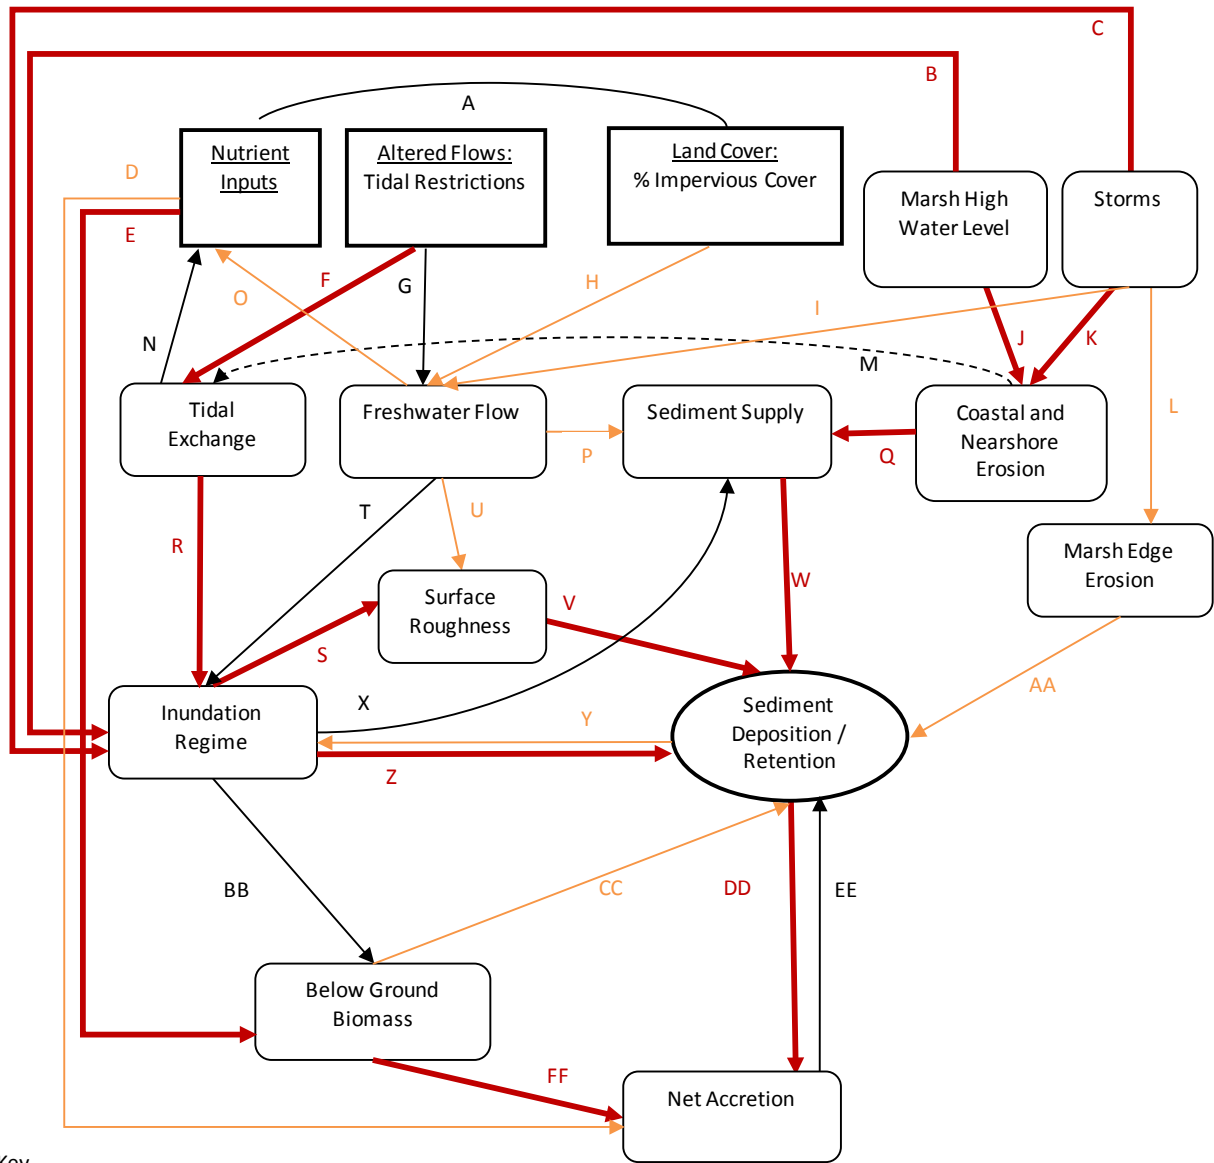 C
B
A
Nutrient
Inputs
Altered Flows:
Tidal Restrictions
Land Cover:
% Impervious Cover
Marsh High
Water Level
Storms
D
E
F
G
H
I
J
K
L
M
N
O
Tidal
Exchange
Freshwater Flow
Sediment Supply
Coastal and
Nearshore
Erosion
P
Q
R
T
U
Marsh Edge
Erosion
Surface
Roughness
V
W
S
X
Y
Z
AA
Inundation
Regime
Sediment
Deposition /
Retention
BB
CC
DD
EE
Below Ground
Biomass
FF
Net Accretion
Key